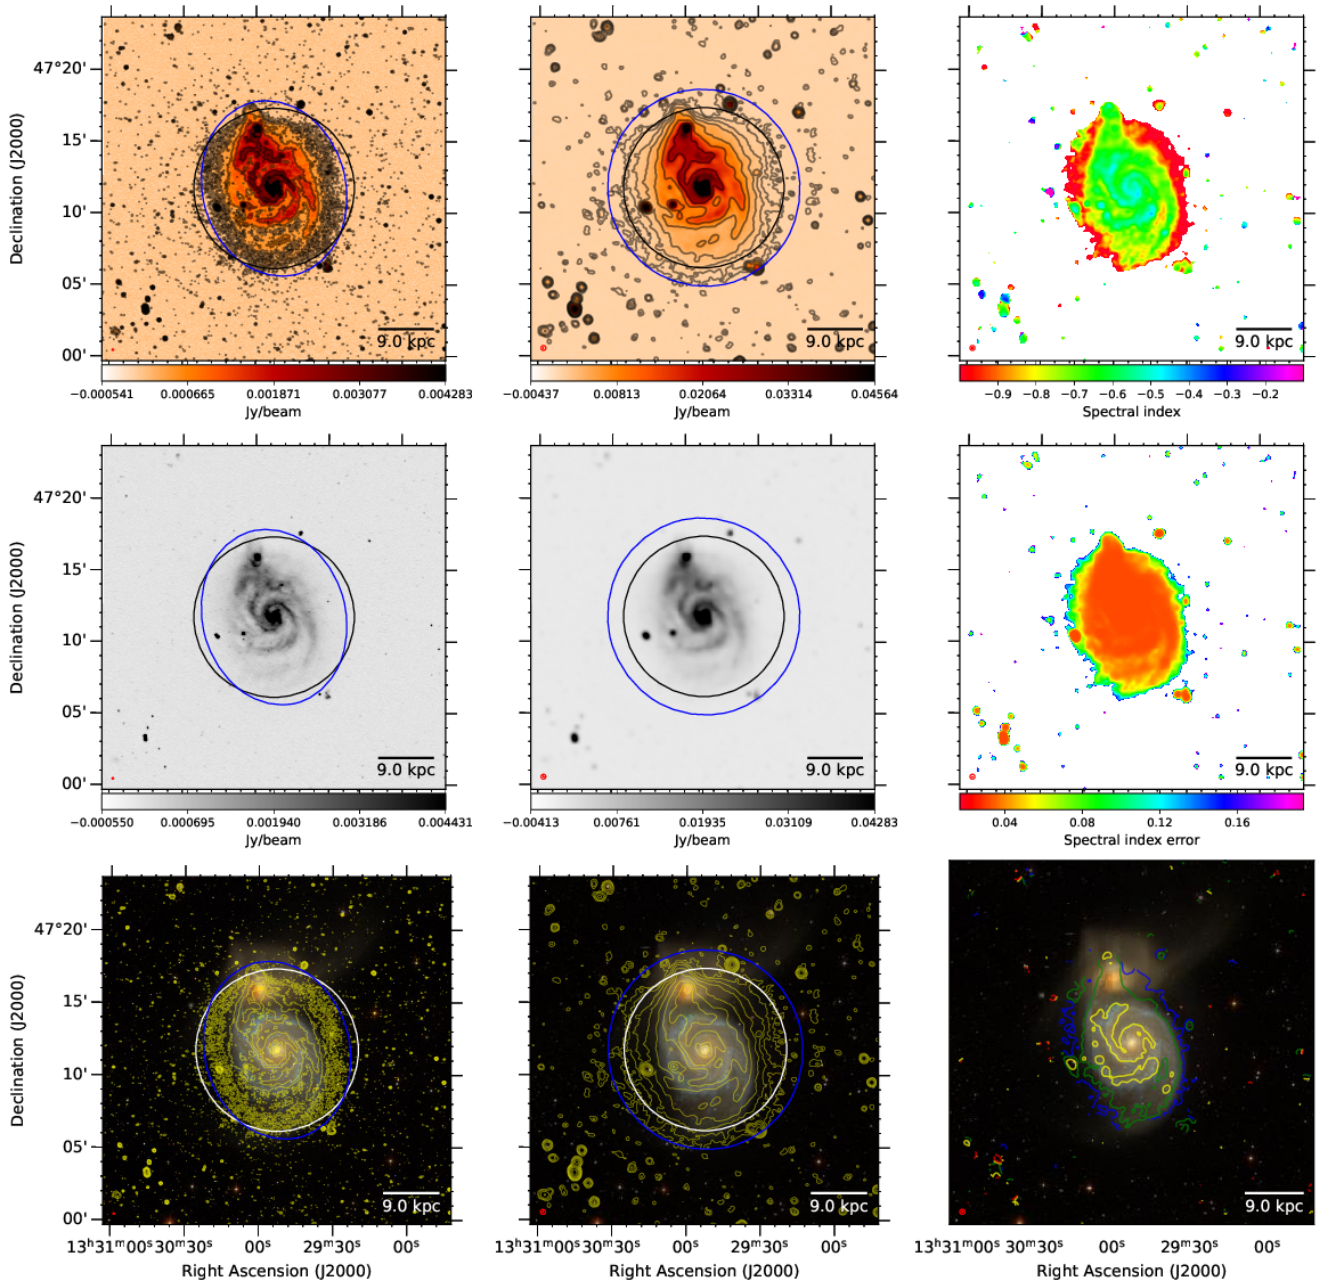 47°20'
15'
10'
05'
00'
Declination (J2000)
9.0 kpc
9.0 kpc
9.0 kpc
−0.000541 0.000665 0.001871 0.003077 0.004283
Jy/beam
−0.00437 0.00813 0.02064 0.03314 0.04564
Jy/beam
−0.9 −0.8 −0.7 −0.6 −0.5 −0.4 −0.3 −0.2
Spectral index
47°20'
15'
10'
05'
00'
Declination (J2000)
9.0 kpc
9.0 kpc
9.0 kpc
−0.000550 0.000695 0.001940 0.003186 0.004431
Jy/beam
−0.00413 0.00761 0.01935 0.03109 0.04283
Jy/beam
0.04 0.08 0.12 0.16
Spectral index error
47°20'
15'
10'
05'
00'
Declination (J2000)
9.0 kpc
9.0 kpc
9.0 kpc
13ʰ31ᵐ00ˢ 30ᵐ30ˢ 00ˢ 29ᵐ30ˢ 00ˢ
Right Ascension (J2000)
13ʰ31ᵐ00ˢ 30ᵐ30ˢ 00ˢ 29ᵐ30ˢ 00ˢ
Right Ascension (J2000)
13ʰ31ᵐ00ˢ 30ᵐ30ˢ 00ˢ 29ᵐ30ˢ 00ˢ
Right Ascension (J2000)